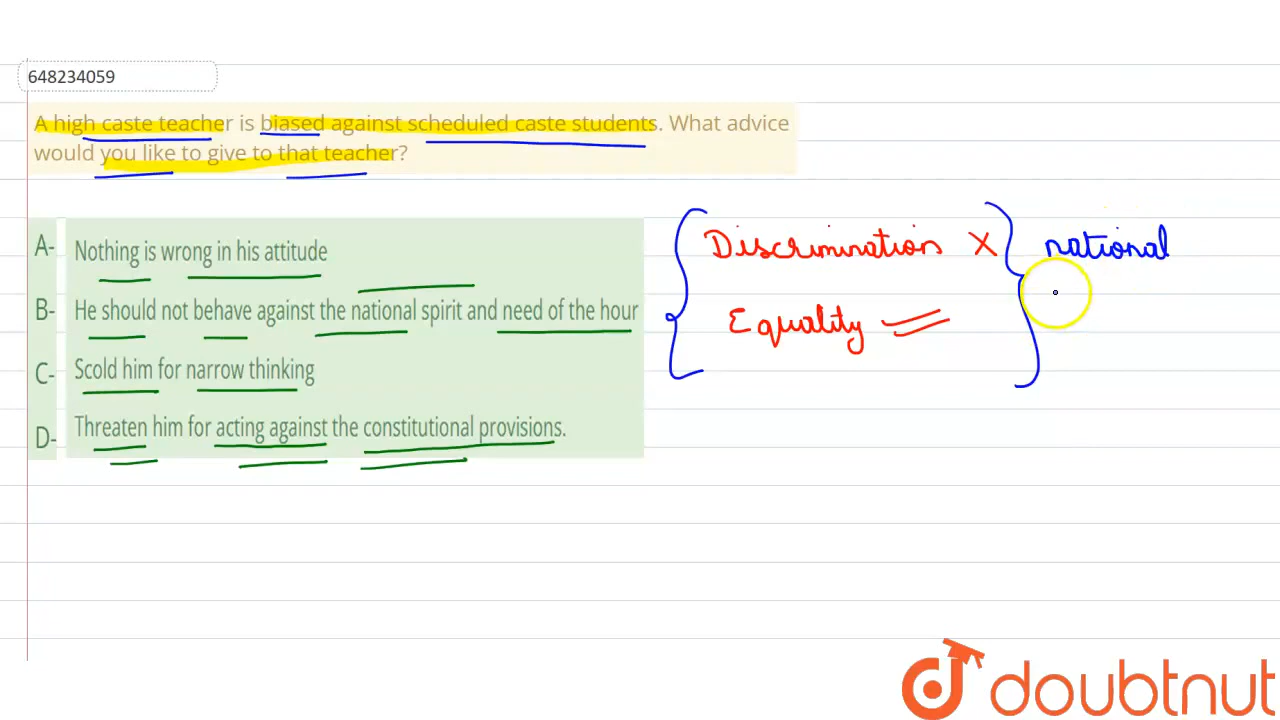 648234059
A high caste teacher is biased against scheduled caste students. What advice
would you like to give to that teacher?
A- Nothing is wrong in his attitude
B- He should not behave against the national spirit and need of the hour
C- Scold him for narrow thinking
D- Threaten him for acting against the constitutional provisions.
Discrimination X
Equality
national
doubtnut